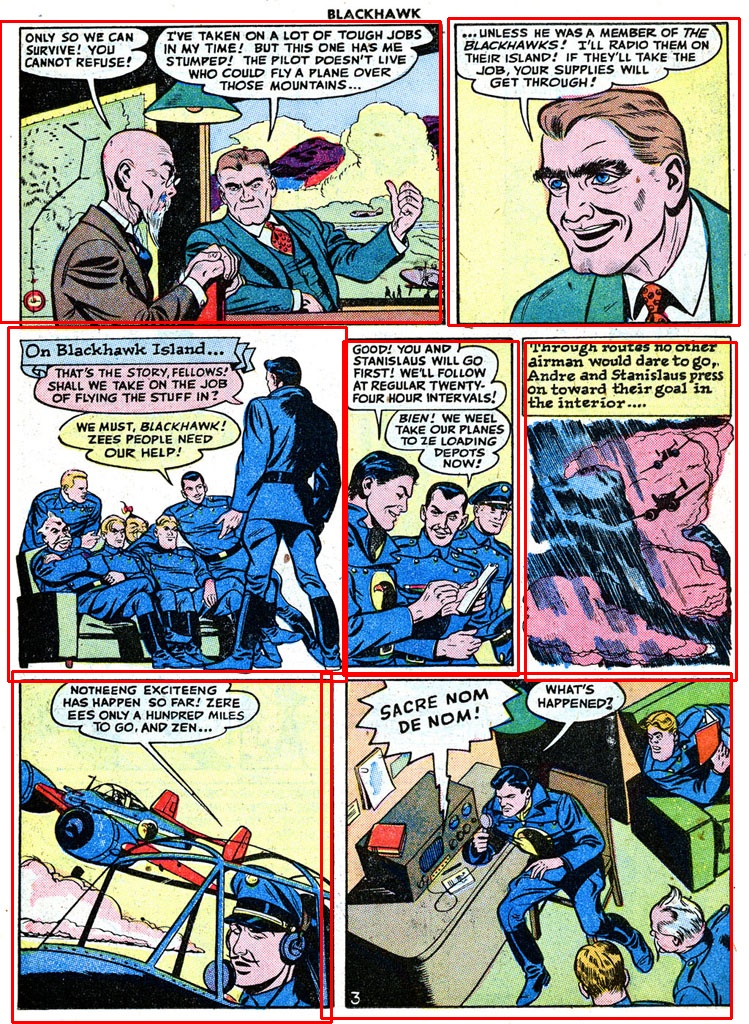 BLACKHAWK
ONLY SO WE CAN
SURVIVE! YOU
CANNOT REFUSE!
I'VE TAKEN ON A LOT OF TOUGH JOBS
IN MY TIME! BUT THIS ONE HAS ME
STUMPED! THE PILOT DOESN'T LIVE
WHO COULD FLY A PLANE OVER
THOSE MOUNTAINS...
...UNLESS HE WAS A MEMBER OF THE
BLACKHAWKS! I'LL RADIO THEM ON
THEIR ISLAND! IF THEY'LL TAKE THE
JOB, YOUR SUPPLIES WILL
GET THROUGH!
On Blackhawk Island...
THAT'S THE STORY, FELLOWS!
SHALL WE TAKE ON THE JOB
OF FLYING THE STUFF IN?
WE MUST, BLACKHAWK!
ZEES PEOPLE NEED
OUR HELP!
GOOD! YOU AND
STANISLAUS WILL GO
FIRST! WE'LL FOLLOW
AT REGULAR TWENTY-
FOUR HOUR INTERVALS!
BIEN! WE WEEL
TAKE OUR PLANES
TO ZE LOADING
DEPOTS
NOW!
Through routes no other
airman would dare to go,
Andre and Stanislaus press
on toward their goal in
the interior....
NOTHEENG EXCITEENG
HAS HAPPEN SO FAR! ZERE
EES ONLY A HUNDRED MILES
TO GO, AND ZEN...
SACRE NOM
DE NOM!
WHAT'S
HAPPENED?
3